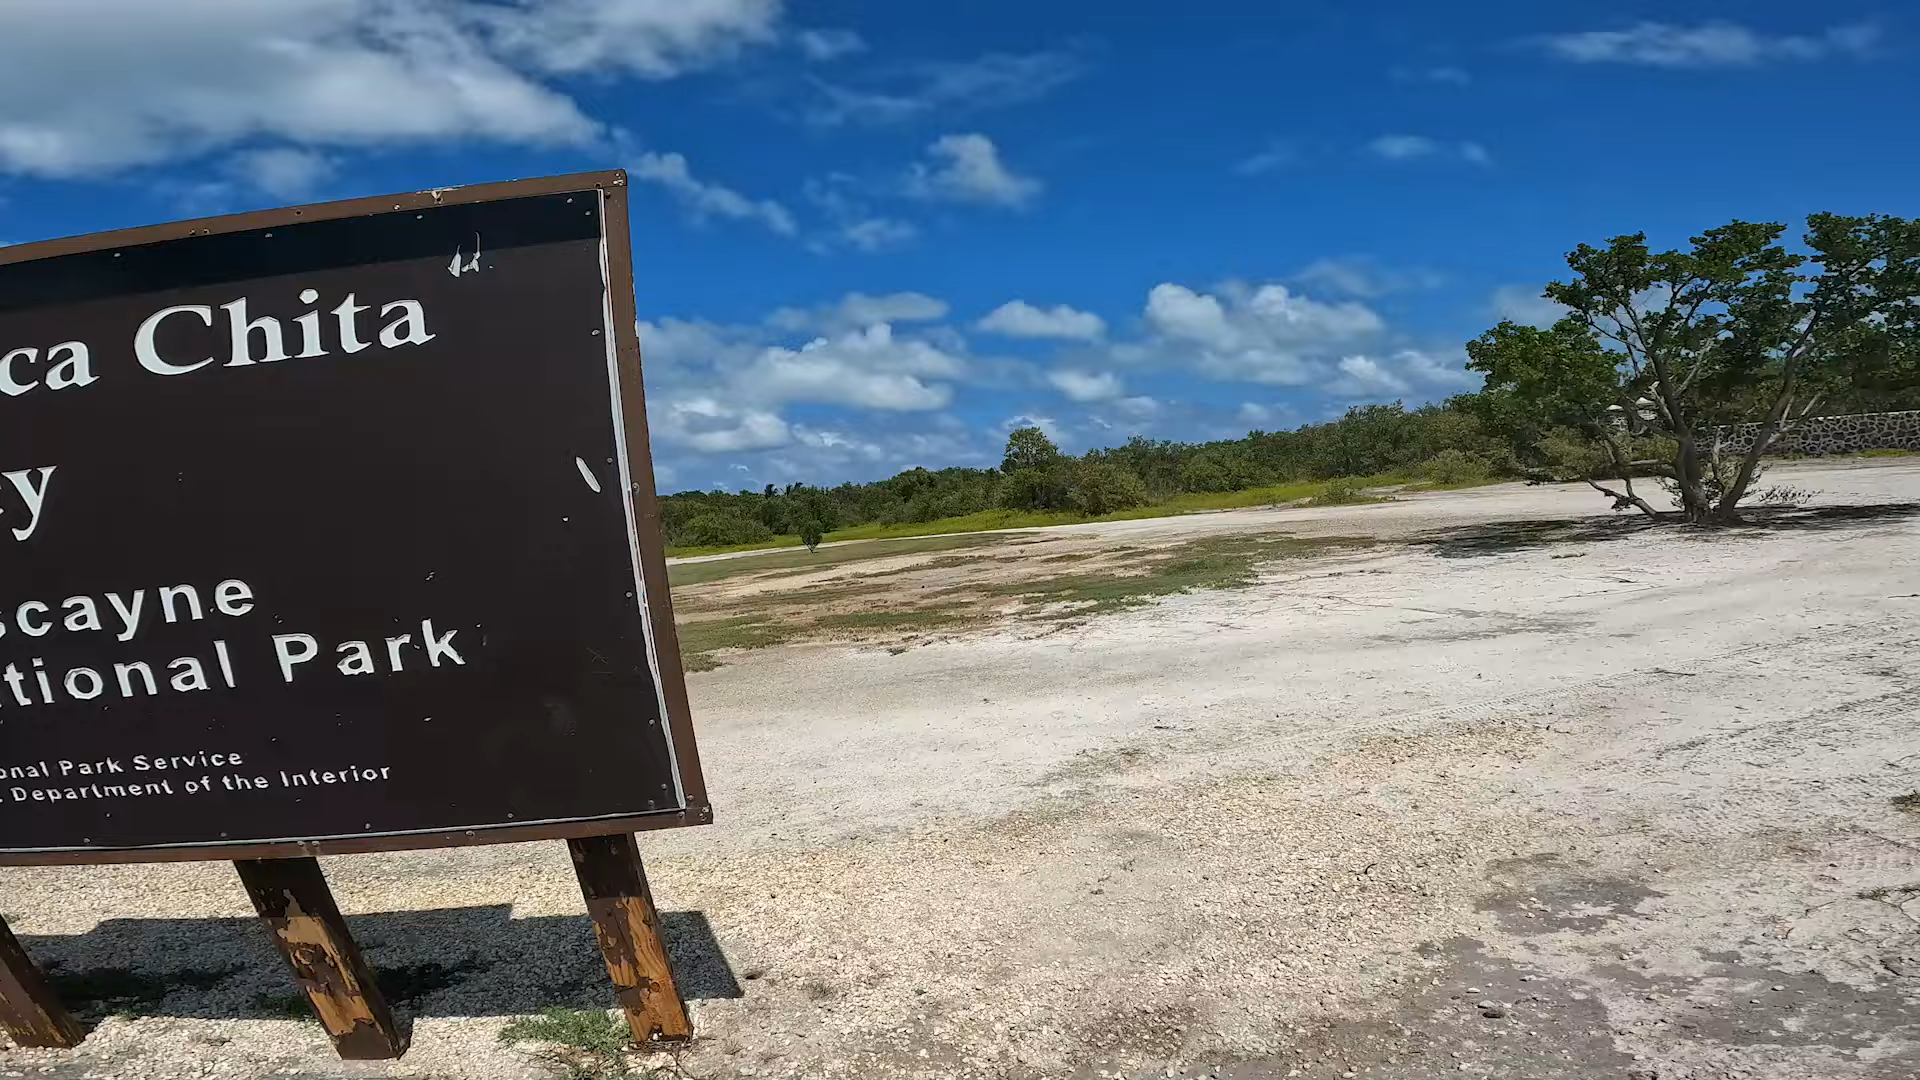 ca Chita
y
scayne
tional Park
onal Park Service
. Department of the Interior